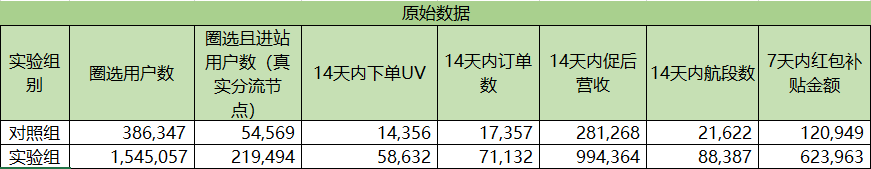 原始数据
实验组别 圈选用户数 圈选且进站用户数（真实分流节点） 14天内下单UV 14天内订单数 14天内促后营收 14天内航段数 7天内红包补贴金额
对照组 386,347 54,569 14,356 17,357 281,268 21,622 120,949
实验组 1,545,057 219,494 58,632 71,132 994,364 88,387 623,963